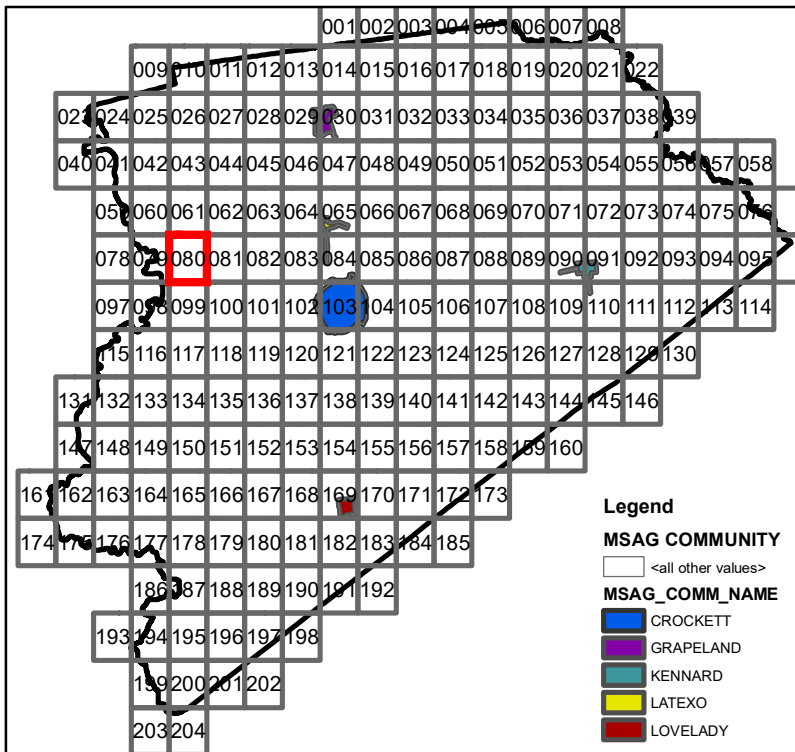 001 002 003 004 005 006 007 008
009 010 011 012 013 014 015 016 017 018 019 020 021 022
023 024 025 026 027 028 029 030 031 032 033 034 035 036 037 038 039
040 041 042 043 044 045 046 047 048 049 050 051 052 053 054 055 056 057 058
059 060 061 062 063 064 065 066 067 068 069 070 071 072 073 074 075 076
078 079 080 081 082 083 084 085 086 087 088 089 090 091 092 093 094 095
097 098 099 100 101 102 103 104 105 106 107 108 109 110 111 112 113 114
115 116 117 118 119 120 121 122 123 124 125 126 127 128 129 130
131 132 133 134 135 136 137 138 139 140 141 142 143 144 145 146
147 148 149 150 151 152 153 154 155 156 157 158 159 160
161 162 163 164 165 166 167 168 169 170 171 172 173
174 175 176 177 178 179 180 181 182 183 184 185
186 187 188 189 190 191 192
193 194 195 196 197 198
199 200 201 202
203 204
Legend
MSAG COMMUNITY
<all other values>
MSAG_COMM_NAME
CROCKETT
GRAPELAND
KENNARD
LATEXO
LOVELADY